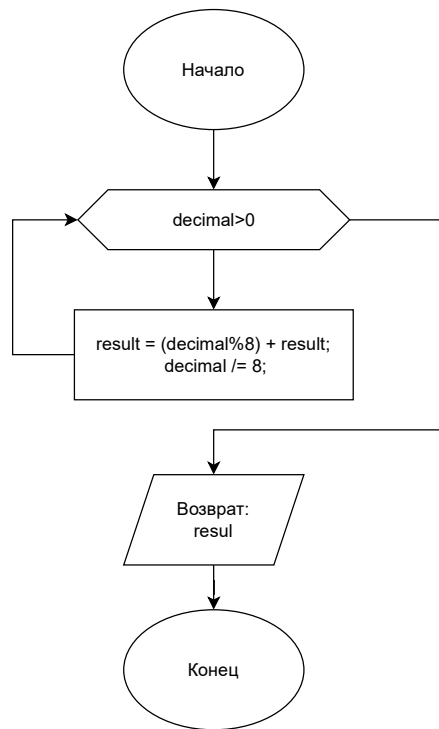 Начало
decimal>0
result = (decimal%8) + result;
decimal /= 8;
Возврат:
resul
Конец